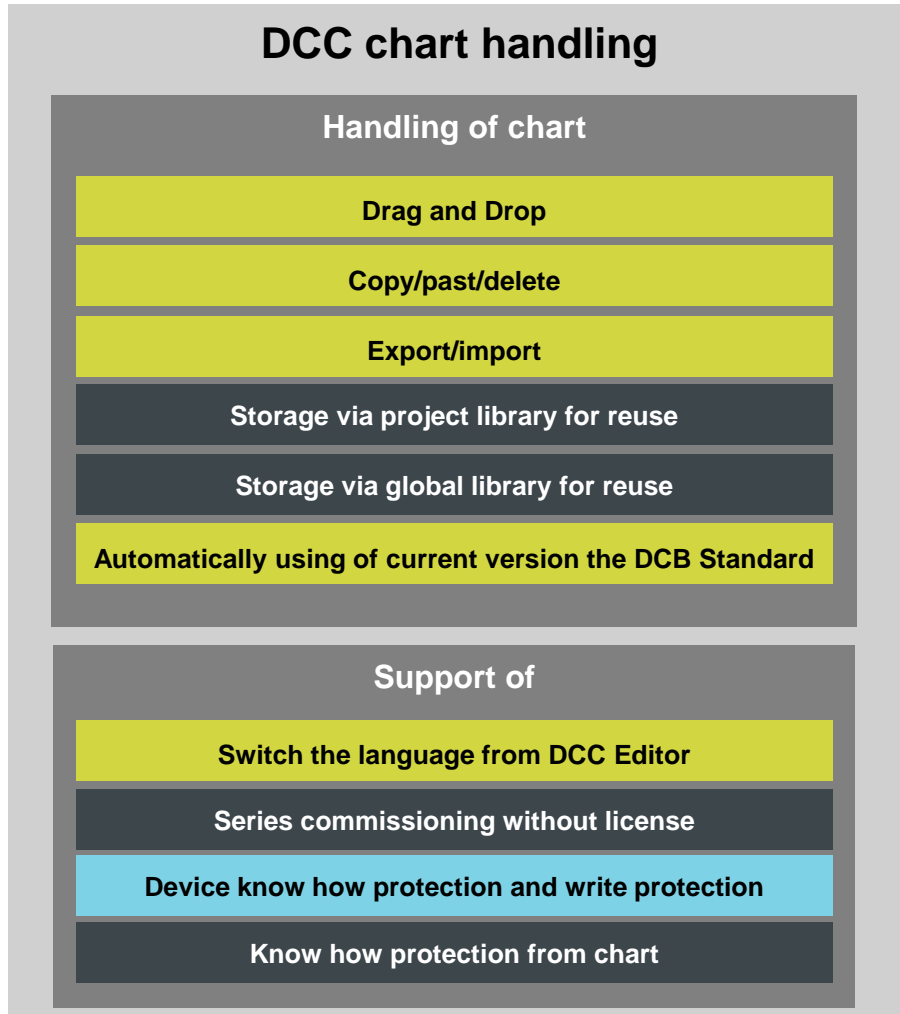 DCC chart handling
Handling of chart
Drag and Drop
Copy/past/delete
Export/import
Storage via project library for reuse
Storage via global library for reuse
Automatically using of current version the DCB Standard
Support of
Switch the language from DCC Editor
Series commissioning without license
Device know how protection and write protection
Know how protection from chart